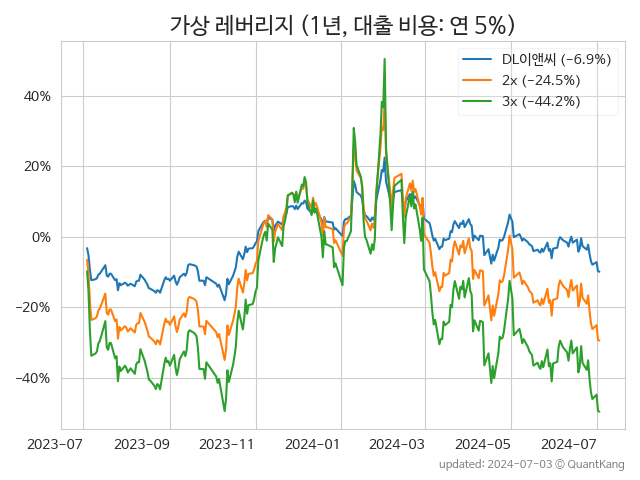 가상 레버리지 (1년, 대출 비용: 연 5%)
DL이앤씨 (−6.9%)
2x (−24.5%)
3x (−44.2%)
40%
20%
0%
−20%
−40%
2023-07 2023-09 2023-11 2024-01 2024-03 2024-05 2024-07
updated: 2024-07-03 © QuantKang